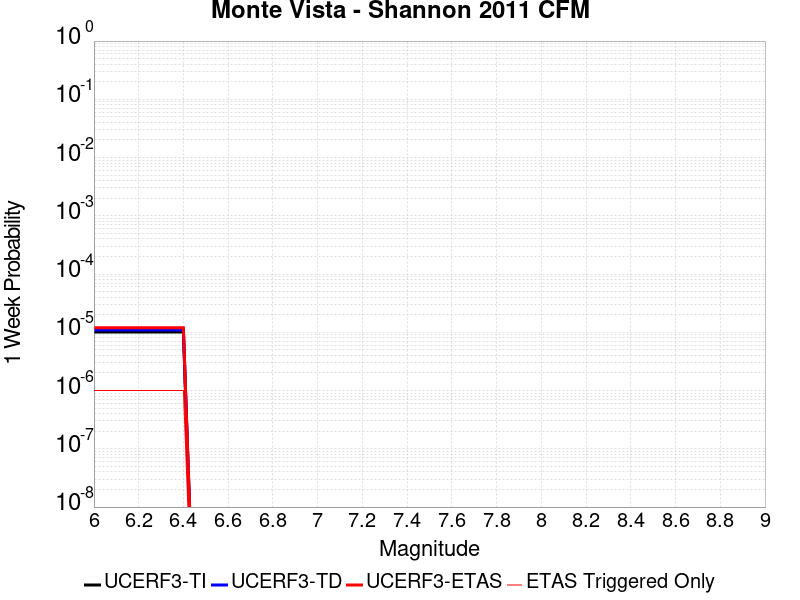 Monte Vista - Shannon 2011 CFM
1 Week Probability
10^0
10^-1
10^-2
10^-3
10^-4
10^-5
10^-6
10^-7
10^-8
6 6.2 6.4 6.6 6.8 7 7.2 7.4 7.6 7.8 8 8.2 8.4 8.6 8.8 9
Magnitude
UCERF3-TI UCERF3-TD UCERF3-ETAS ETAS Triggered Only